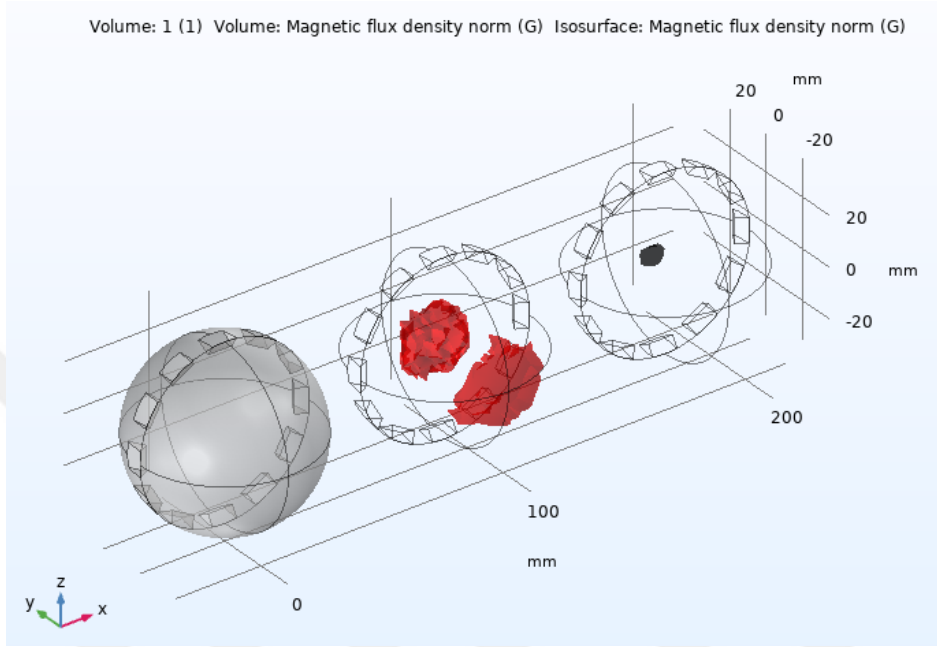 Volume: 1 (1) Volume: Magnetic flux density norm (G) Isosurface: Magnetic flux density norm (G)
mm
20
0
-20
20
0
mm
-20
200
100
mm
0
z
y
x